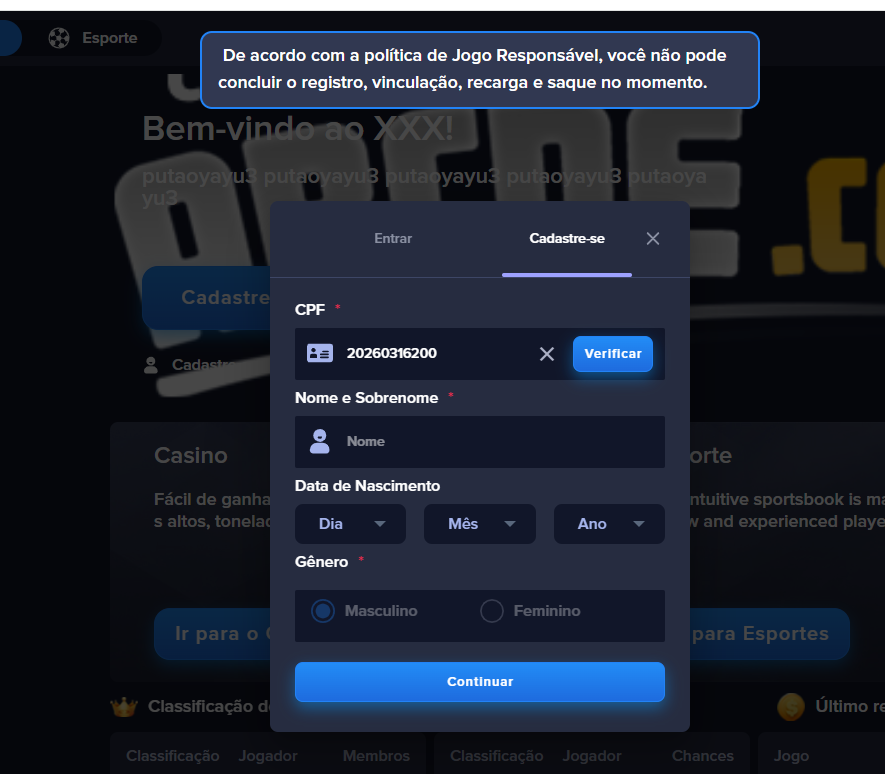 Esporte
De acordo com a política de Jogo Responsável, você não pode
concluir o registro, vinculação, recarga e saque no momento.
Bem-vindo ao XXX!
putaoyayu3 putaoyayu3 putaoyayu3 putaoyayu3 putaoya
yu3
Entrar
Cadastre-se
Cadastre
CPF *
20260316200
Verificar
Cadastre
Nome e Sobrenome *
Nome
Casino
orte
Data de Nascimento
Fácil de ganha
ntuitive sportsbook is ma
s altos, tonelad
w and experienced playe
Dia
Mês
Ano
Gênero *
Masculino
Feminino
Ir para o
para Esportes
Continuar
Classificação d
Último re
Classificação Jogador Membros
Classificação Jogador Chances
Jogo